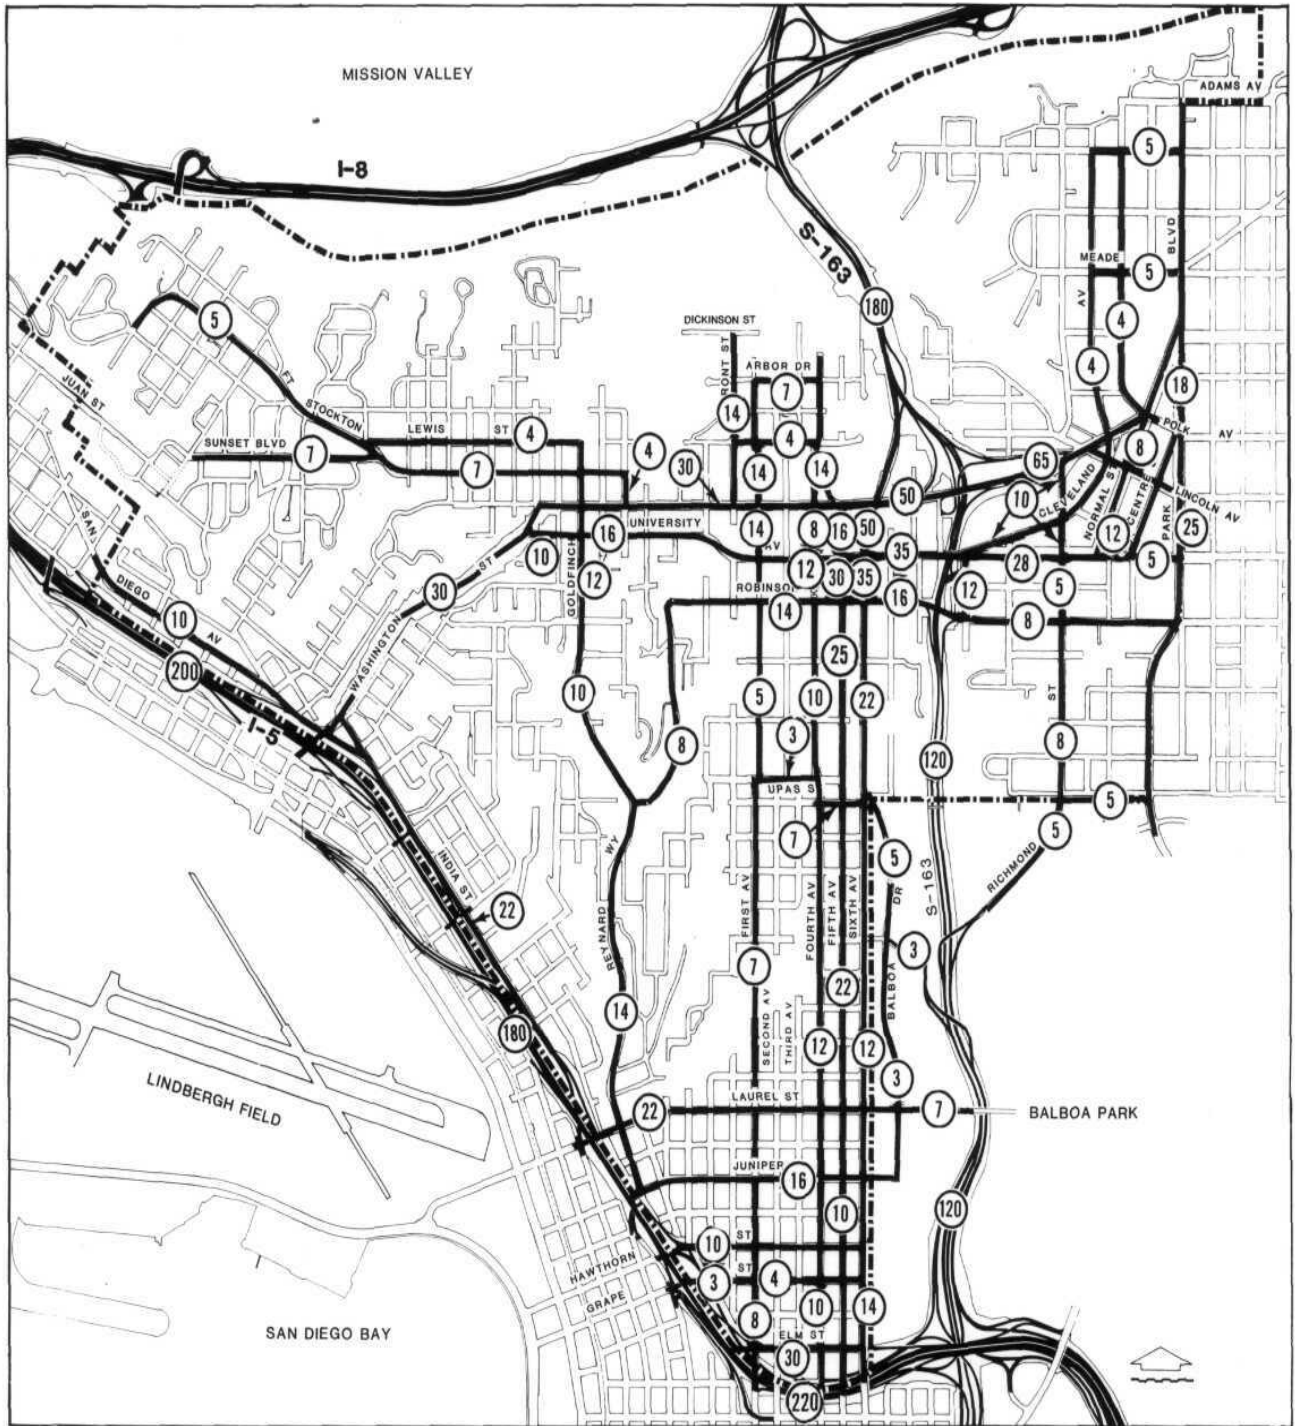 MISSION VALLEY
ADAMS AV
5
I-8
S-163
BLVD
MEADE
5
AV
180
5
4
DICKINSON ST
FT
ARBOR DR
4
18
JUAN ST
STOCKTON
7
14
POLK
AV
LEWIS ST
4
SUNSET BLVD
7
4
8
7
4
30
14
14
65
CLEVELAND
NORMAL ST
CENTRE
LINCOLN AV
50
10
SAN
UNIVERSITY
AV
16
14
8
16
50
12
PARK
25
10
35
28
5
DIEGO
ST
GOLDFINCH
12
12
30
35
12
5
30
ROBINSON
14
16
8
10
AV
WASHINGTON
25
200
10
5
10
22
ST
I-5
8
3
120
8
UPAS S
5
7
5
INDIA ST
WY
5
RICHMOND
S-163
DR
22
REYNARD
FIRST AV
FOURTH AV
FIFTH AV
SIXTH AV
3
7
BALBOA
22
14
SECOND AV
THIRD AV
180
12
12
3
LINDBERGH FIELD
LAUREL ST
22
7
BALBOA PARK
JUNIPER
16
120
10
10
ST
HAWTHORN
ST
3
4
GRAPE
10
14
8
SAN DIEGO BAY
ELM ST
30
220